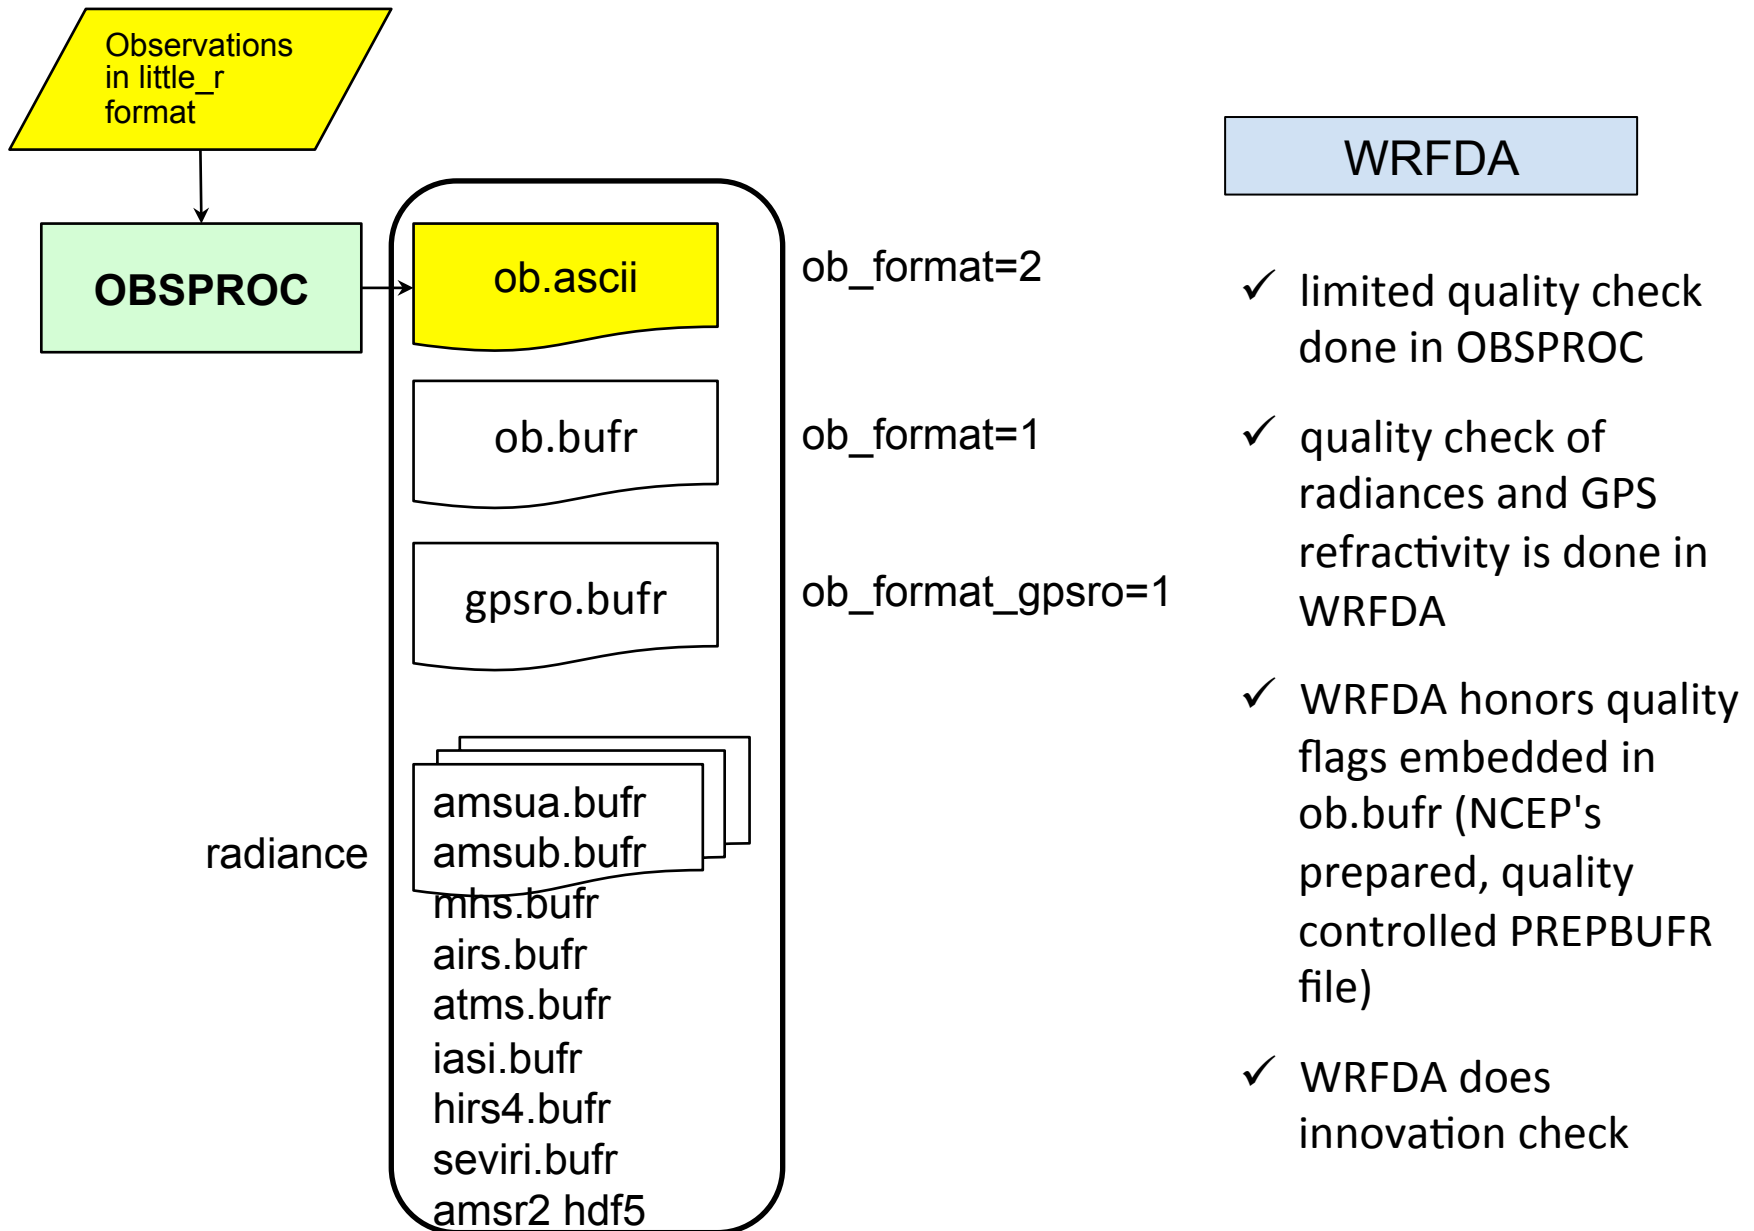 Observations
in little_r
format
OBSPROC
ob.ascii
ob_format=2
ob.bufr
ob_format=1
gpsro.bufr
ob_format_gpsro=1
radiance
amsua.bufr
amsub.bufr
mhs.bufr
airs.bufr
atms.bufr
iasi.bufr
hirs4.bufr
seviri.bufr
amsr2 hdf5
WRFDA
✓ limited quality check
done in OBSPROC
✓ quality check of
radiances and GPS
refractivity is done in
WRFDA
✓ WRFDA honors quality
flags embedded in
ob.bufr (NCEP's
prepared, quality
controlled PREPBUFR
file)
✓ WRFDA does
innovation check